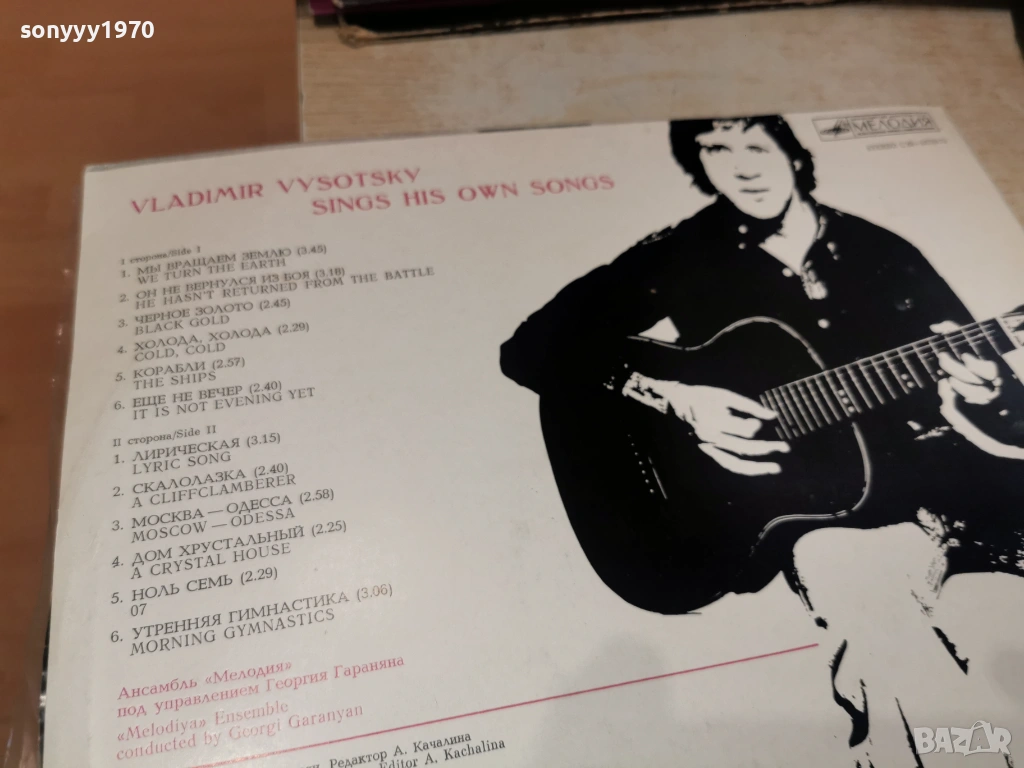 sonyyy1970
МЕЛОДИЯ
VLADIMIR VYSOTSKY
SINGS HIS OWN SONGS
I сторона/Side I
1. МЫ ВРАЩАЕМ ЗЕМЛЮ (3.45)
WE TURN THE EARTH
2. ОН НЕ ВЕРНУЛСЯ ИЗ БОЯ (3.18)
HE HASN'T RETURNED FROM THE BATTLE
3. ЧЕРНОЕ ЗОЛОТО (2.45)
BLACK GOLD
4. ХОЛОДА, ХОЛОДА (2.29)
COLD, COLD
5. КОРАБЛИ (2.57)
THE SHIPS
6. ЕЩЕ НЕ ВЕЧЕР (2.40)
IT IS NOT EVENING YET
II сторона/Side II
1. ЛИРИЧЕСКАЯ (3.15)
LYRIC SONG
2. СКАЛОЛАЗКА (2.40)
A CLIFFCLAMBERER
3. МОСКВА — ОДЕССА (2.58)
MOSCOW — ODESSA
4. ДОМ ХРУСТАЛЬНЫЙ (2.25)
A CRYSTAL HOUSE
5. НОЛЬ СЕМЬ (2.29)
07
6. УТРЕННЯЯ ГИМНАСТИКА (3.06)
MORNING GYMNASTICS
Ансамбль «Мелодия»
под управлением Георгия Гараняна
«Melodiya» Ensemble
conducted by Georgi Garanyan
Редактор А. Качалина
Editor A. Kachalina
BAZAR